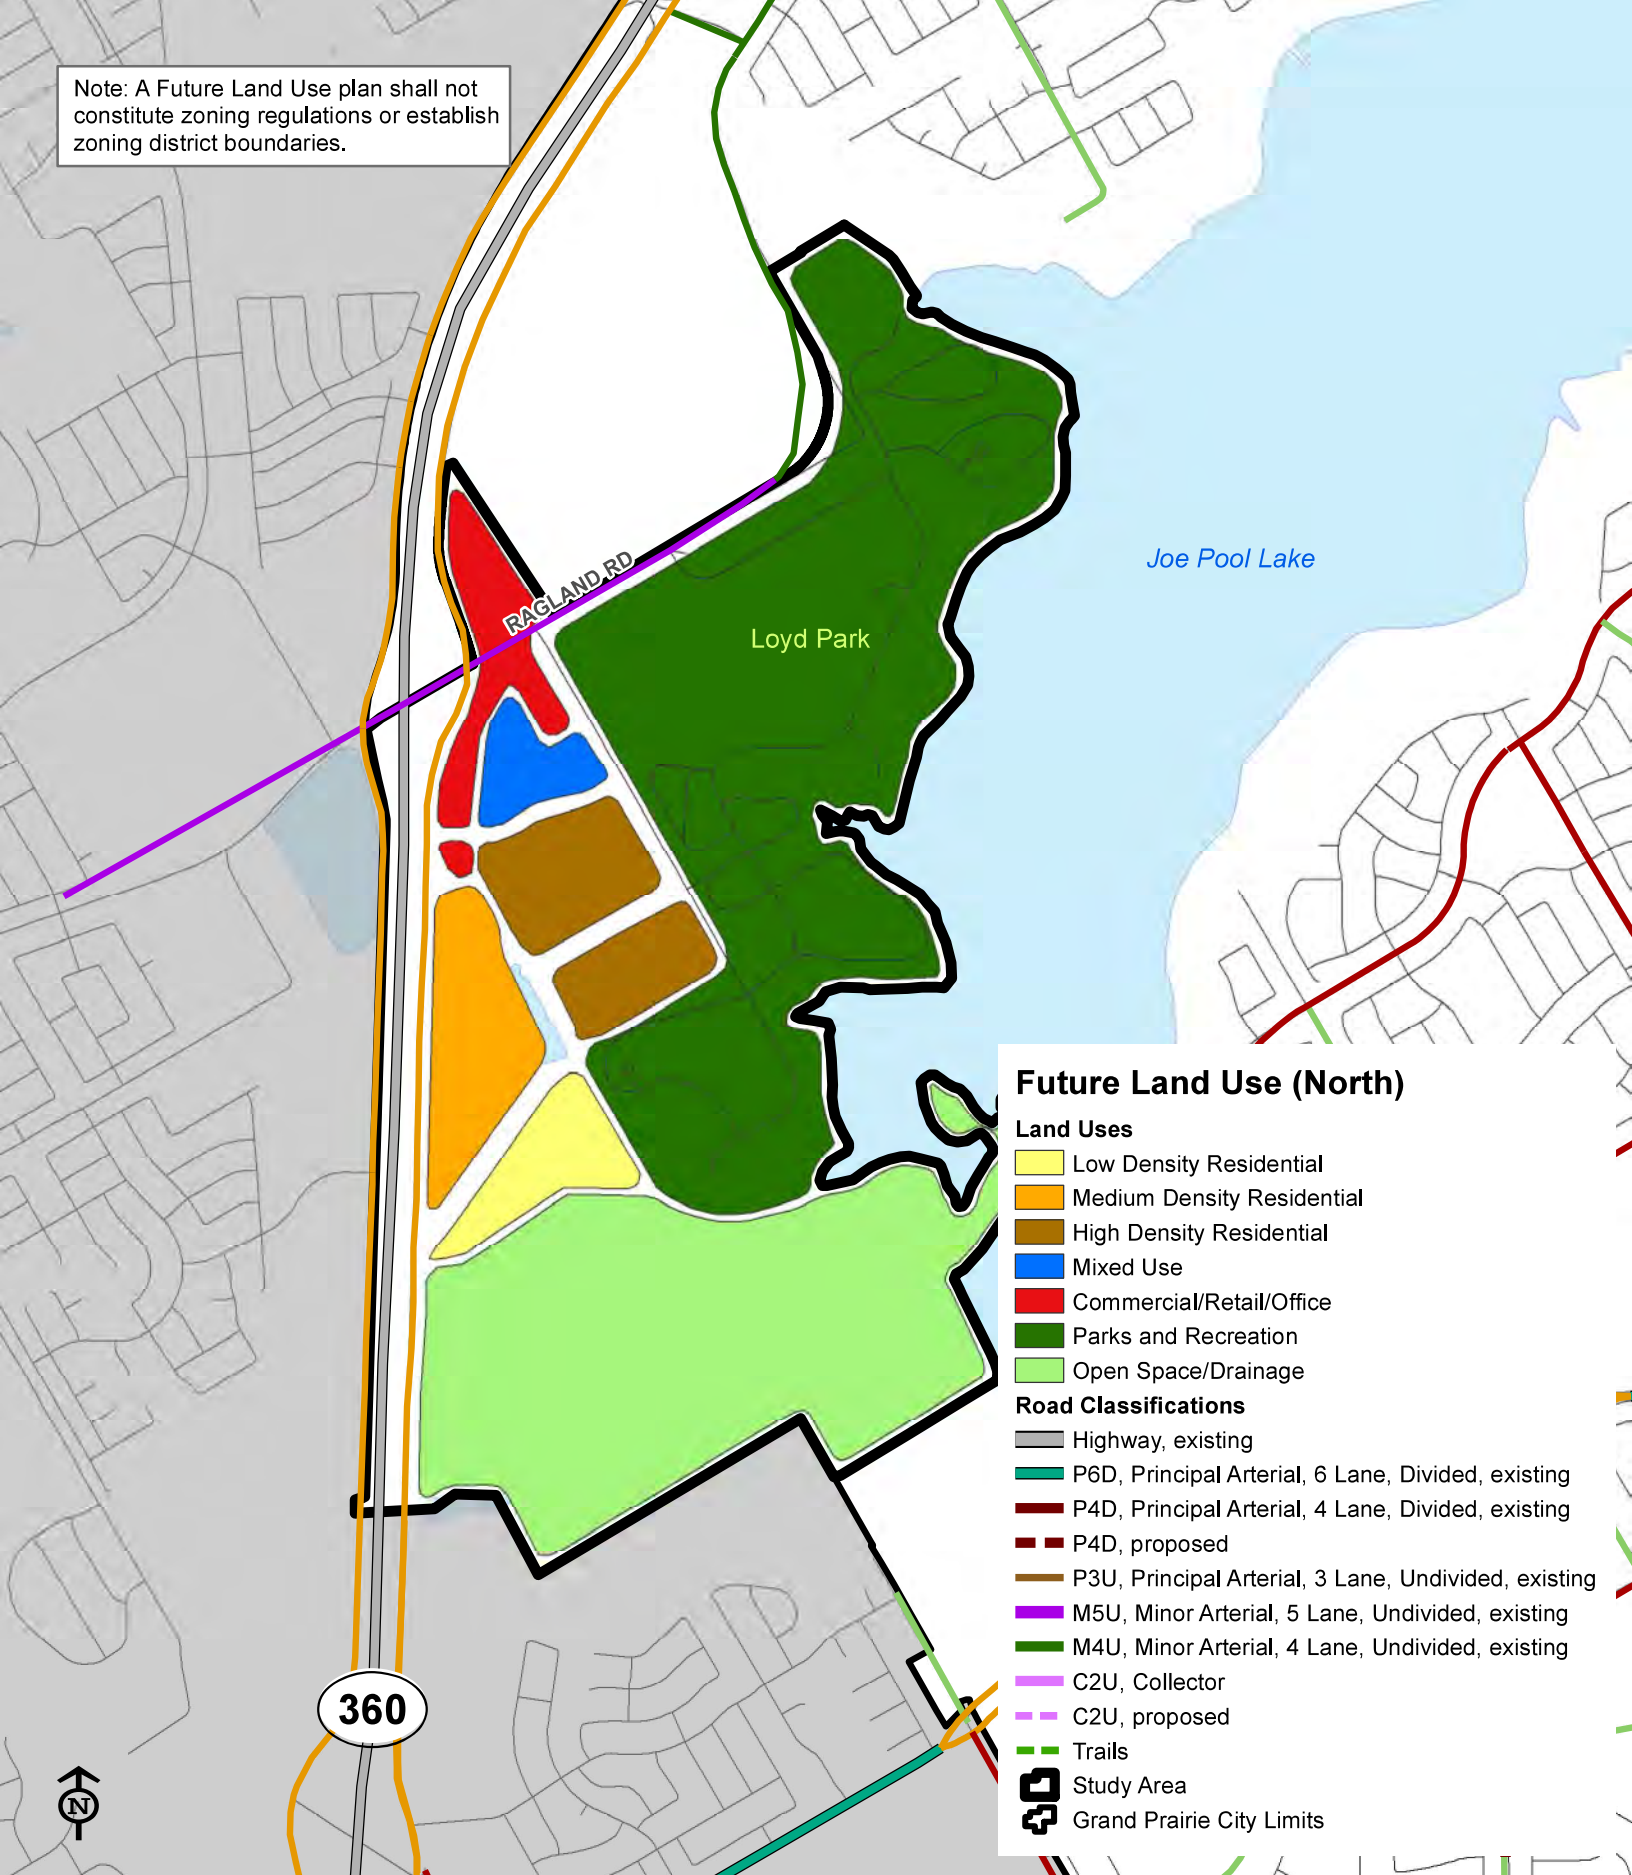 Note: A Future Land Use plan shall not
constitute zoning regulations or establish
zoning district boundaries.
RAGLAND RD
Joe Pool Lake
Loyd Park
Future Land Use (North)
Land Uses
Low Density Residential
Medium Density Residential
High Density Residential
Mixed Use
Commercial/Retail/Office
Parks and Recreation
Open Space/Drainage
Road Classifications
Highway, existing
P6D, Principal Arterial, 6 Lane, Divided, existing
P4D, Principal Arterial, 4 Lane, Divided, existing
P4D, proposed
P3U, Principal Arterial, 3 Lane, Undivided, existing
M5U, Minor Arterial, 5 Lane, Undivided, existing
M4U, Minor Arterial, 4 Lane, Undivided, existing
C2U, Collector
C2U, proposed
Trails
Study Area
Grand Prairie City Limits
360
N